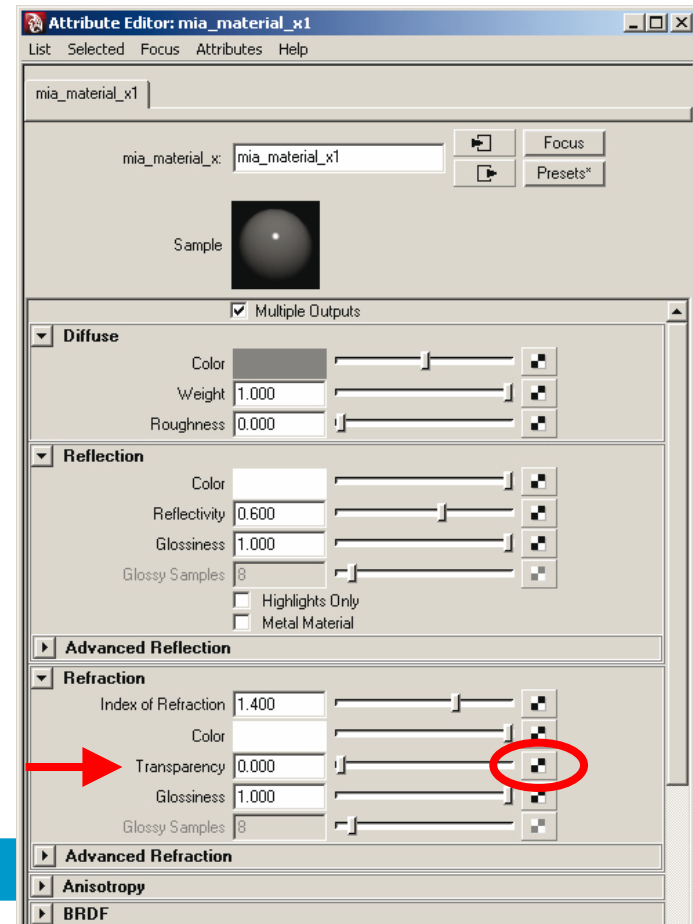 Attribute Editor: mia_material_x1
List Selected Focus Attributes Help
mia_material_x1
mia_material_x: mia_material_x1 Focus
Presets*
Sample
Multiple Outputs
Diffuse
Color
Weight 1.000
Roughness 0.000
Reflection
Color
Reflectivity 0.600
Glossiness 1.000
Glossy Samples 8
Highlights Only
Metal Material
Advanced Reflection
Refraction
Index of Refraction 1.400
Color
Transparency 0.000
Glossiness 1.000
Glossy Samples 8
Advanced Refraction
Anisotropy
BRDF